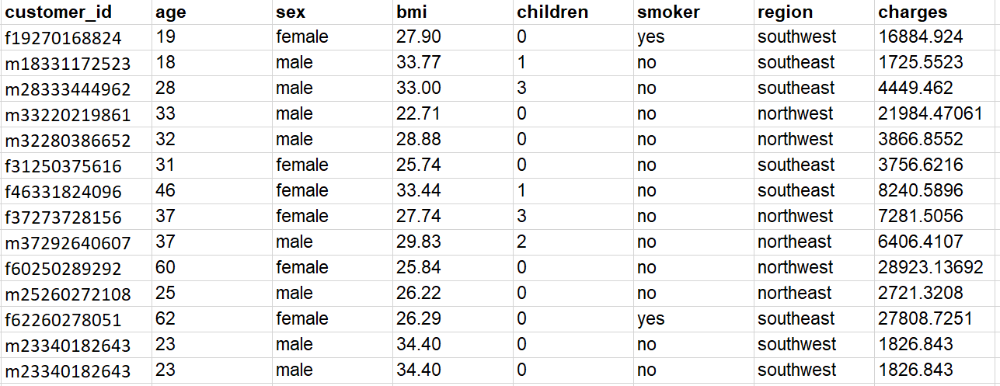 customer_id age sex bmi children smoker region charges
f19270168824 19 female 27.90 0 yes southwest 16884.924
m18331172523 18 male 33.77 1 no southeast 1725.5523
m28333444962 28 male 33.00 3 no southeast 4449.462
m33220219861 33 male 22.71 0 no northwest 21984.47061
m32280386652 32 male 28.88 0 no northwest 3866.8552
f31250375616 31 female 25.74 0 no southeast 3756.6216
f46331824096 46 female 33.44 1 no southeast 8240.5896
f37273728156 37 female 27.74 3 no northwest 7281.5056
m37292640607 37 male 29.83 2 no northeast 6406.4107
f60250289292 60 female 25.84 0 no northwest 28923.13692
m25260272108 25 male 26.22 0 no northeast 2721.3208
f62260278051 62 female 26.29 0 yes southeast 27808.7251
m23340182643 23 male 34.40 0 no southwest 1826.843
m23340182643 23 male 34.40 0 no southwest 1826.843